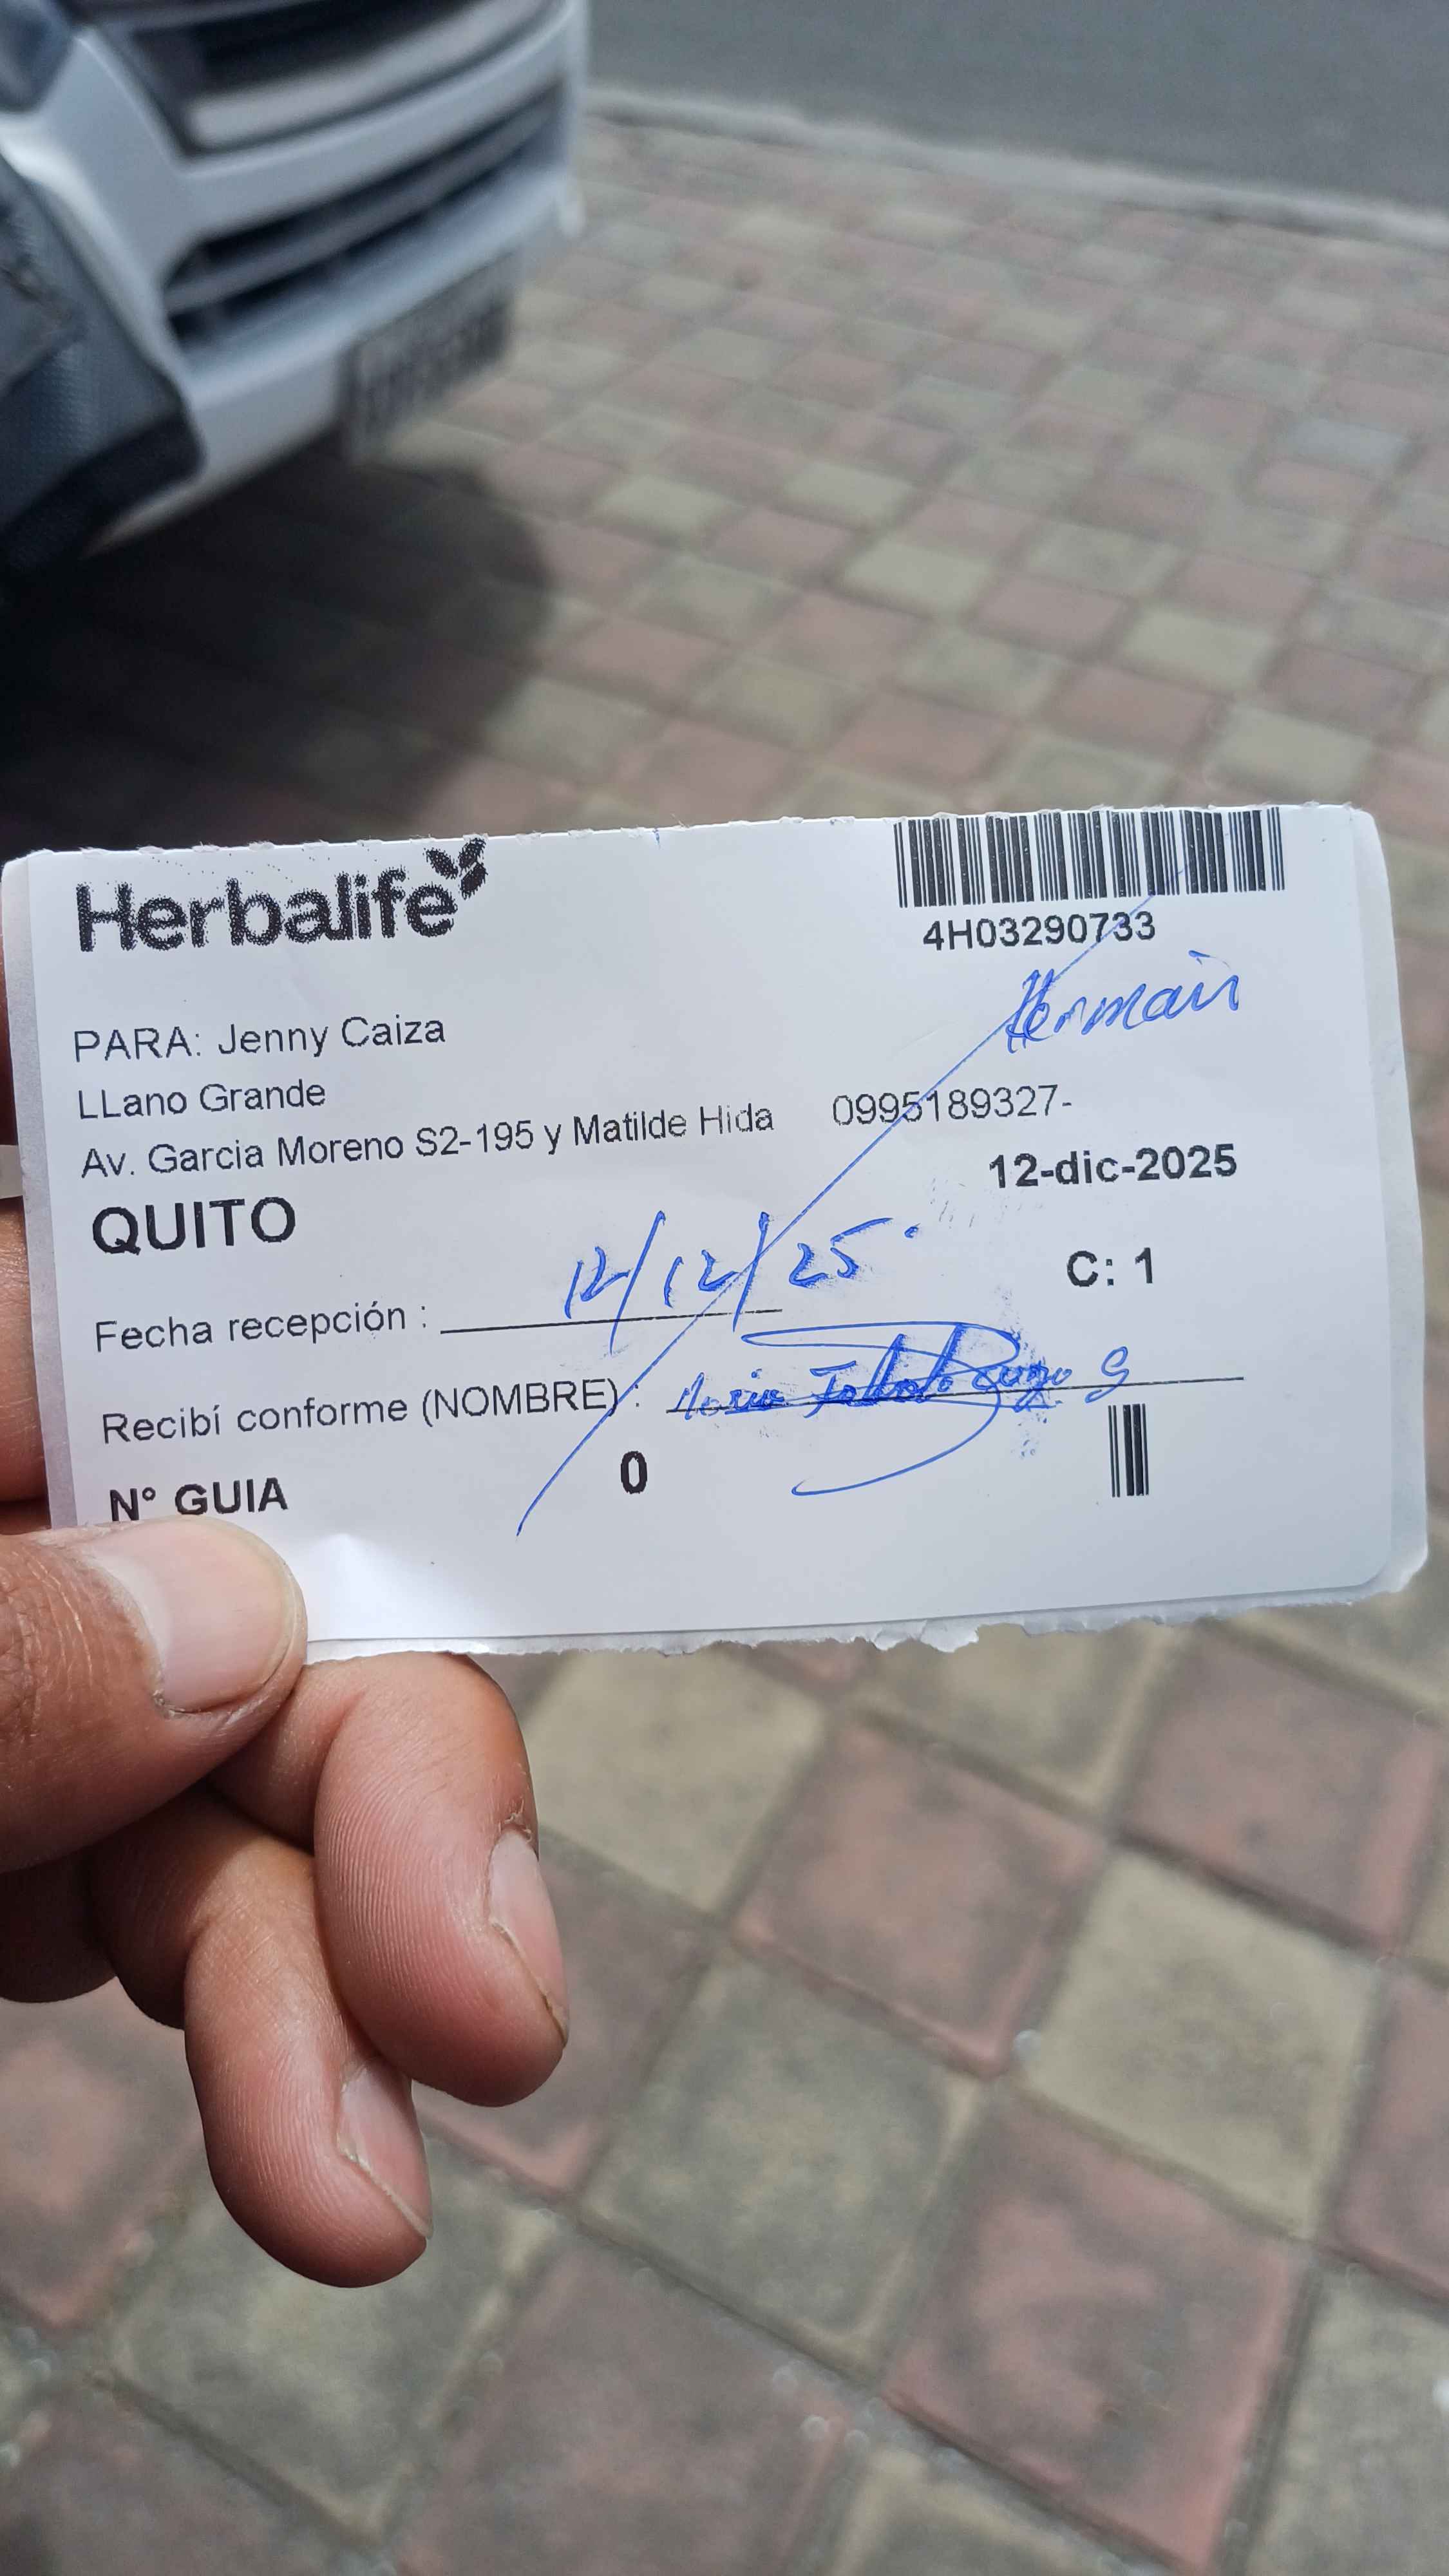 Herbalife
4H03290733
PARA: Jenny Caiza
LLano Grande
Av. Garcia Moreno S2-195 y Matilde Hida 0995189327-
12-dic-2025
QUITO
C: 1
Fecha recepción : 12/12/25
Recibí conforme (NOMBRE) :
N° GUIA 0